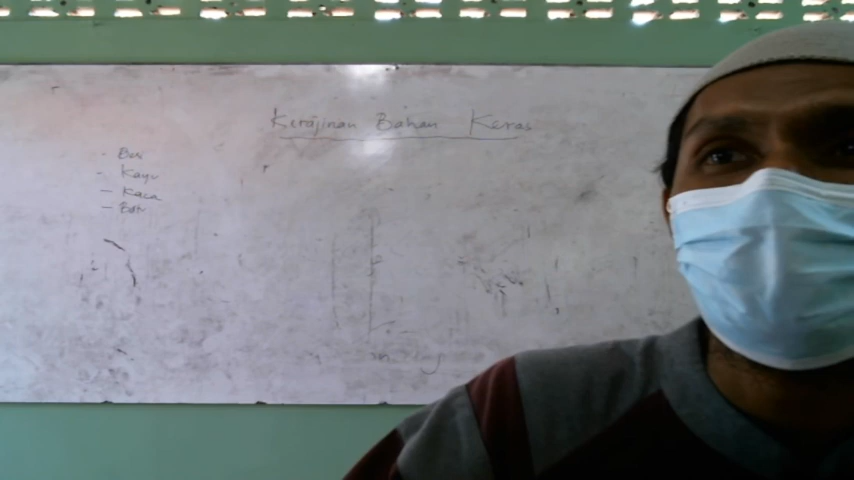 Kerajinan Bahan Keras
- Besi
- Kayu
- Kaca
- Batu